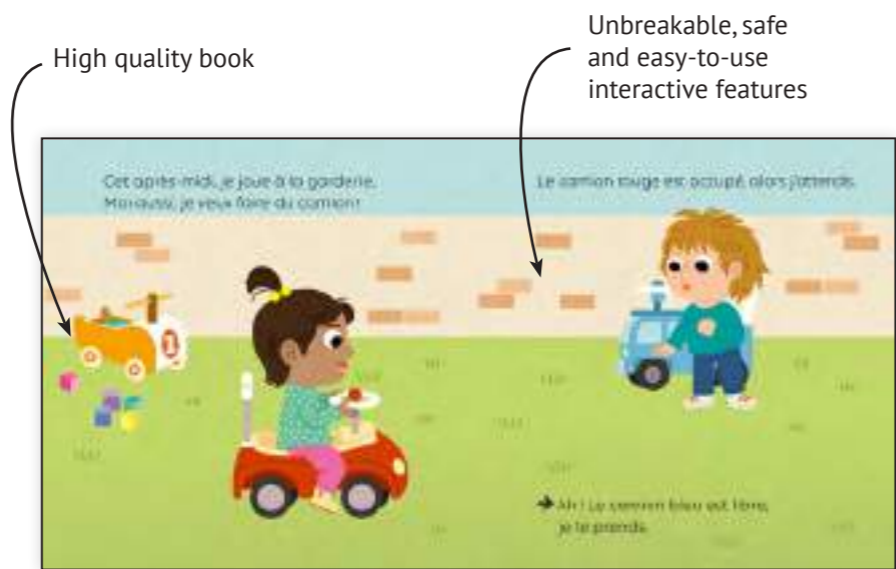 High quality book
Unbreakable, safe
and easy-to-use
interactive features
Cet après-midi, je joue à la garderie.
Moi aussi, je veux faire du camion !
Le camion rouge est occupé, alors j'attends.
➔ Ah ! Le camion bleu est libre,
je le prends.
1